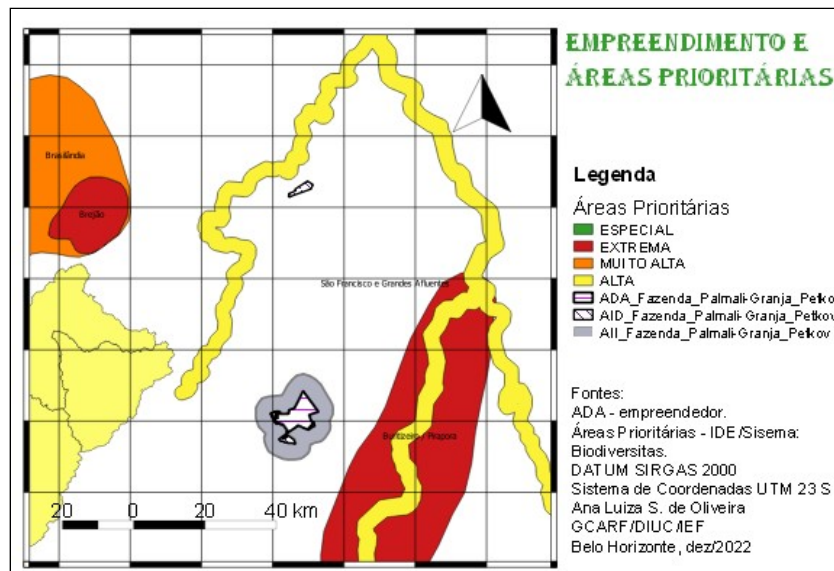 EMPREENDIMENTO E
ÁREAS PRIORITÁRIAS
Brasilândia
Brejão
São Francisco e Grandes Afluentes
Buritizeiro / Pirapora
20 0 20 40 km
Legenda
Áreas Prioritárias
ESPECIAL
EXTREMA
MUITO ALTA
ALTA
ADA_Fazenda_Palmali-Granja_Petko
AID_Fazenda_Palmali-Granja_Petkov
AII_Fazenda_Palmali-Granja_Petkov
Fontes:
ADA - empreendedor.
Áreas Prioritárias - IDE/Sisema:
Biodiversitas.
DATUM SIRGAS 2000
Sistema de Coordenadas UTM 23 S
Ana Luiza S. de Oliveira
GCARF/DIUC/IEF
Belo Horizonte, dez/2022